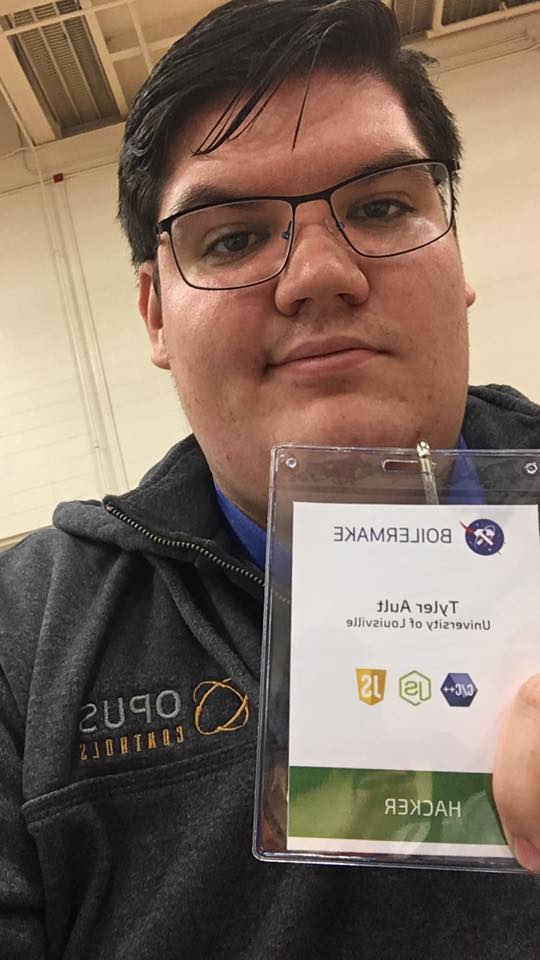 BOILERMAKE
Tyler Ault
University of Louisville
C/C++ JS JS
HACKER
OPUS
CONTROLS